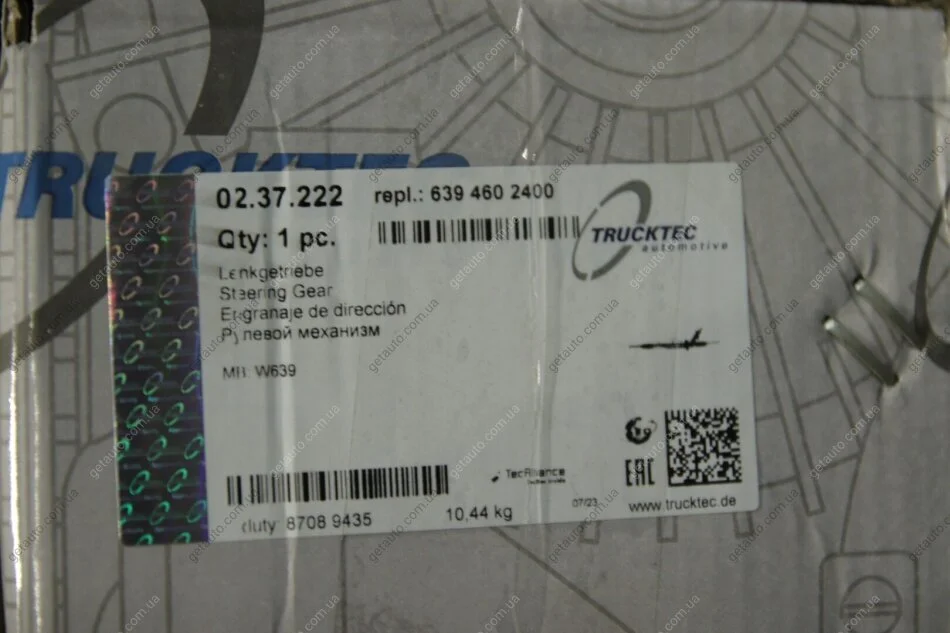 TRUCKTEC
02.37.222 repl.: 639 460 2400
Qty: 1 pc.
TRUCKTEC
automotive
Lenkgetriebe
Steering Gear
Engranaje de dirección
Рулевой механизм
MB: W639
TecAlliance
EAC
duty 8708 9435
10,44 kg
07/23
www.trucktec.de
getauto.com.ua